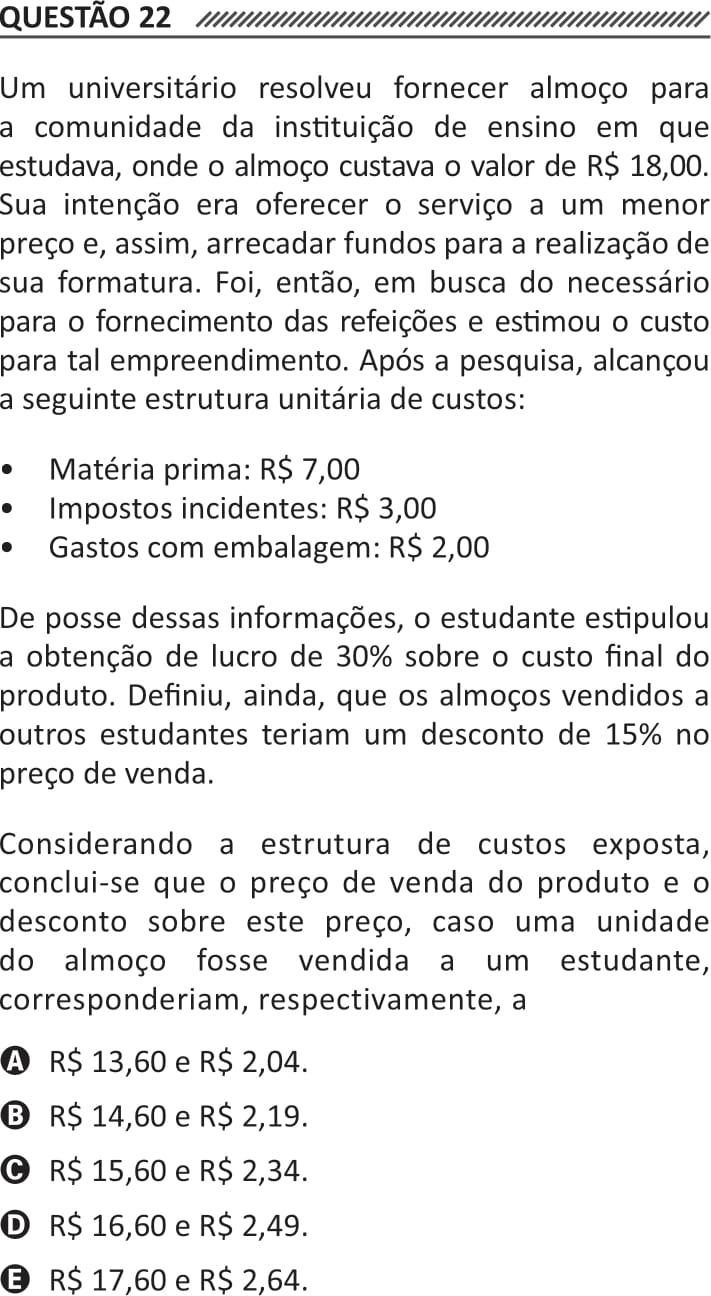 QUESTÃO 22
Um universitário resolveu fornecer almoço para
a comunidade da instituição de ensino em que
estudava, onde o almoço custava o valor de R$ 18,00.
Sua intenção era oferecer o serviço a um menor
preço e, assim, arrecadar fundos para a realização de
sua formatura. Foi, então, em busca do necessário
para o fornecimento das refeições e estimou o custo
para tal empreendimento. Após a pesquisa, alcançou
a seguinte estrutura unitária de custos:
• Matéria prima: R$ 7,00
• Impostos incidentes: R$ 3,00
• Gastos com embalagem: R$ 2,00
De posse dessas informações, o estudante estipulou
a obtenção de lucro de 30% sobre o custo final do
produto. Definiu, ainda, que os almoços vendidos a
outros estudantes teriam um desconto de 15% no
preço de venda.
Considerando a estrutura de custos exposta,
conclui-se que o preço de venda do produto e o
desconto sobre este preço, caso uma unidade
do almoço fosse vendida a um estudante,
corresponderiam, respectivamente, a
A R$ 13,60 e R$ 2,04.
B R$ 14,60 e R$ 2,19.
C R$ 15,60 e R$ 2,34.
D R$ 16,60 e R$ 2,49.
E R$ 17,60 e R$ 2,64.